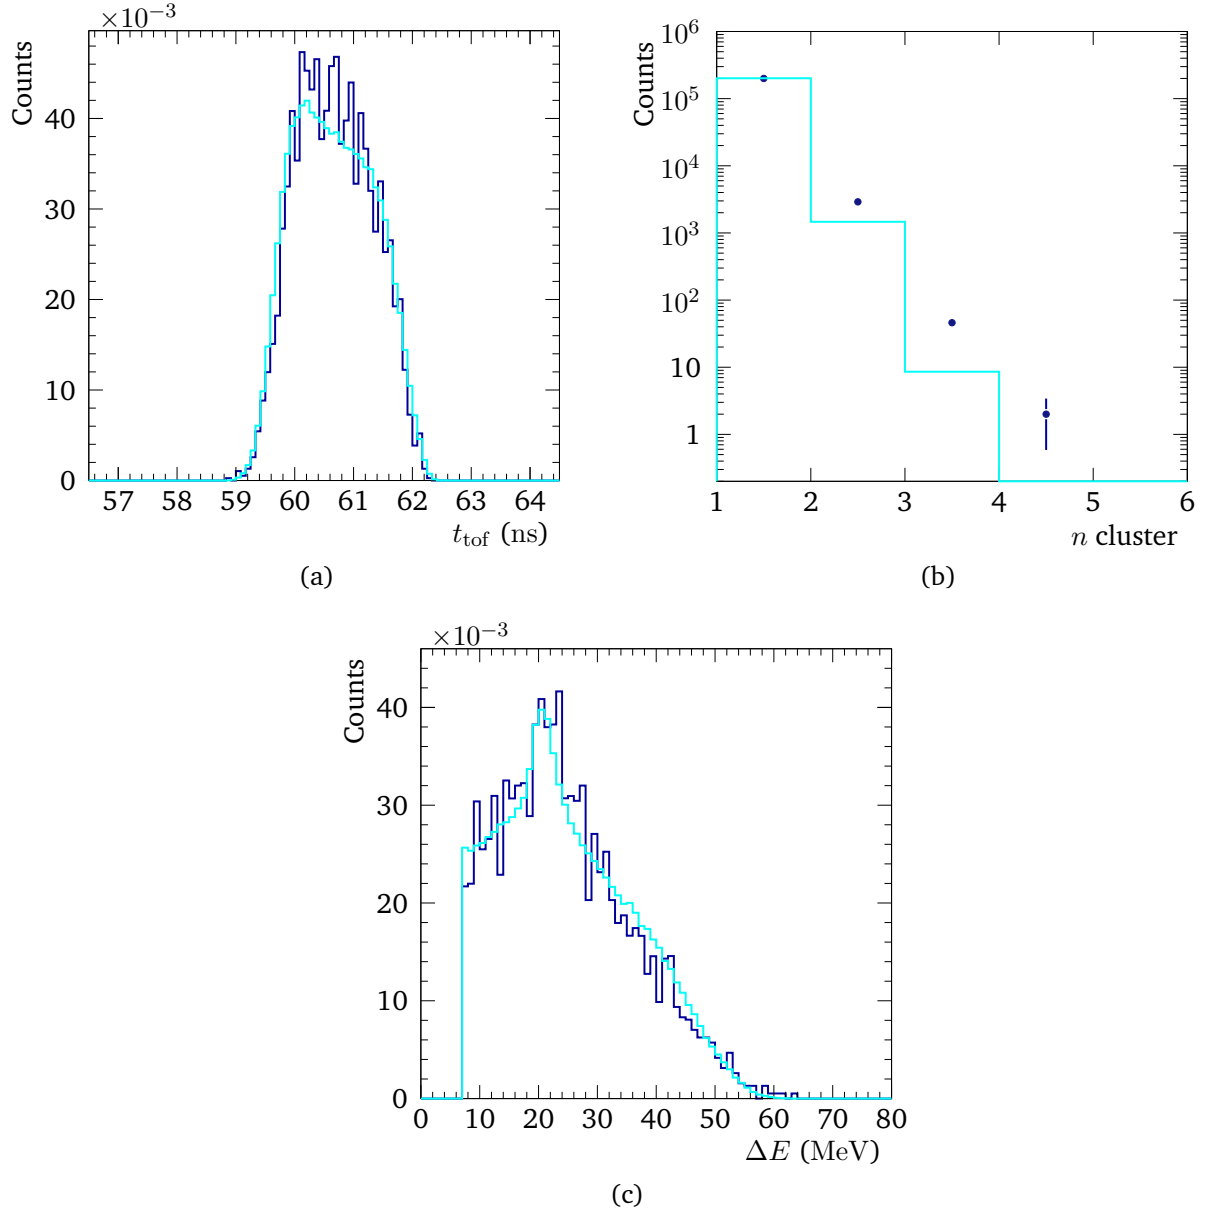 ×10⁻³
Counts
40
30
20
10
0
57 58 59 60 61 62 63 64
t_tof (ns)
(a)
Counts
10⁶
10⁵
10⁴
10³
10²
10
1
1 2 3 4 5 6
n cluster
(b)
×10⁻³
Counts
40
30
20
10
0
0 10 20 30 40 50 60 70 80
ΔE (MeV)
(c)